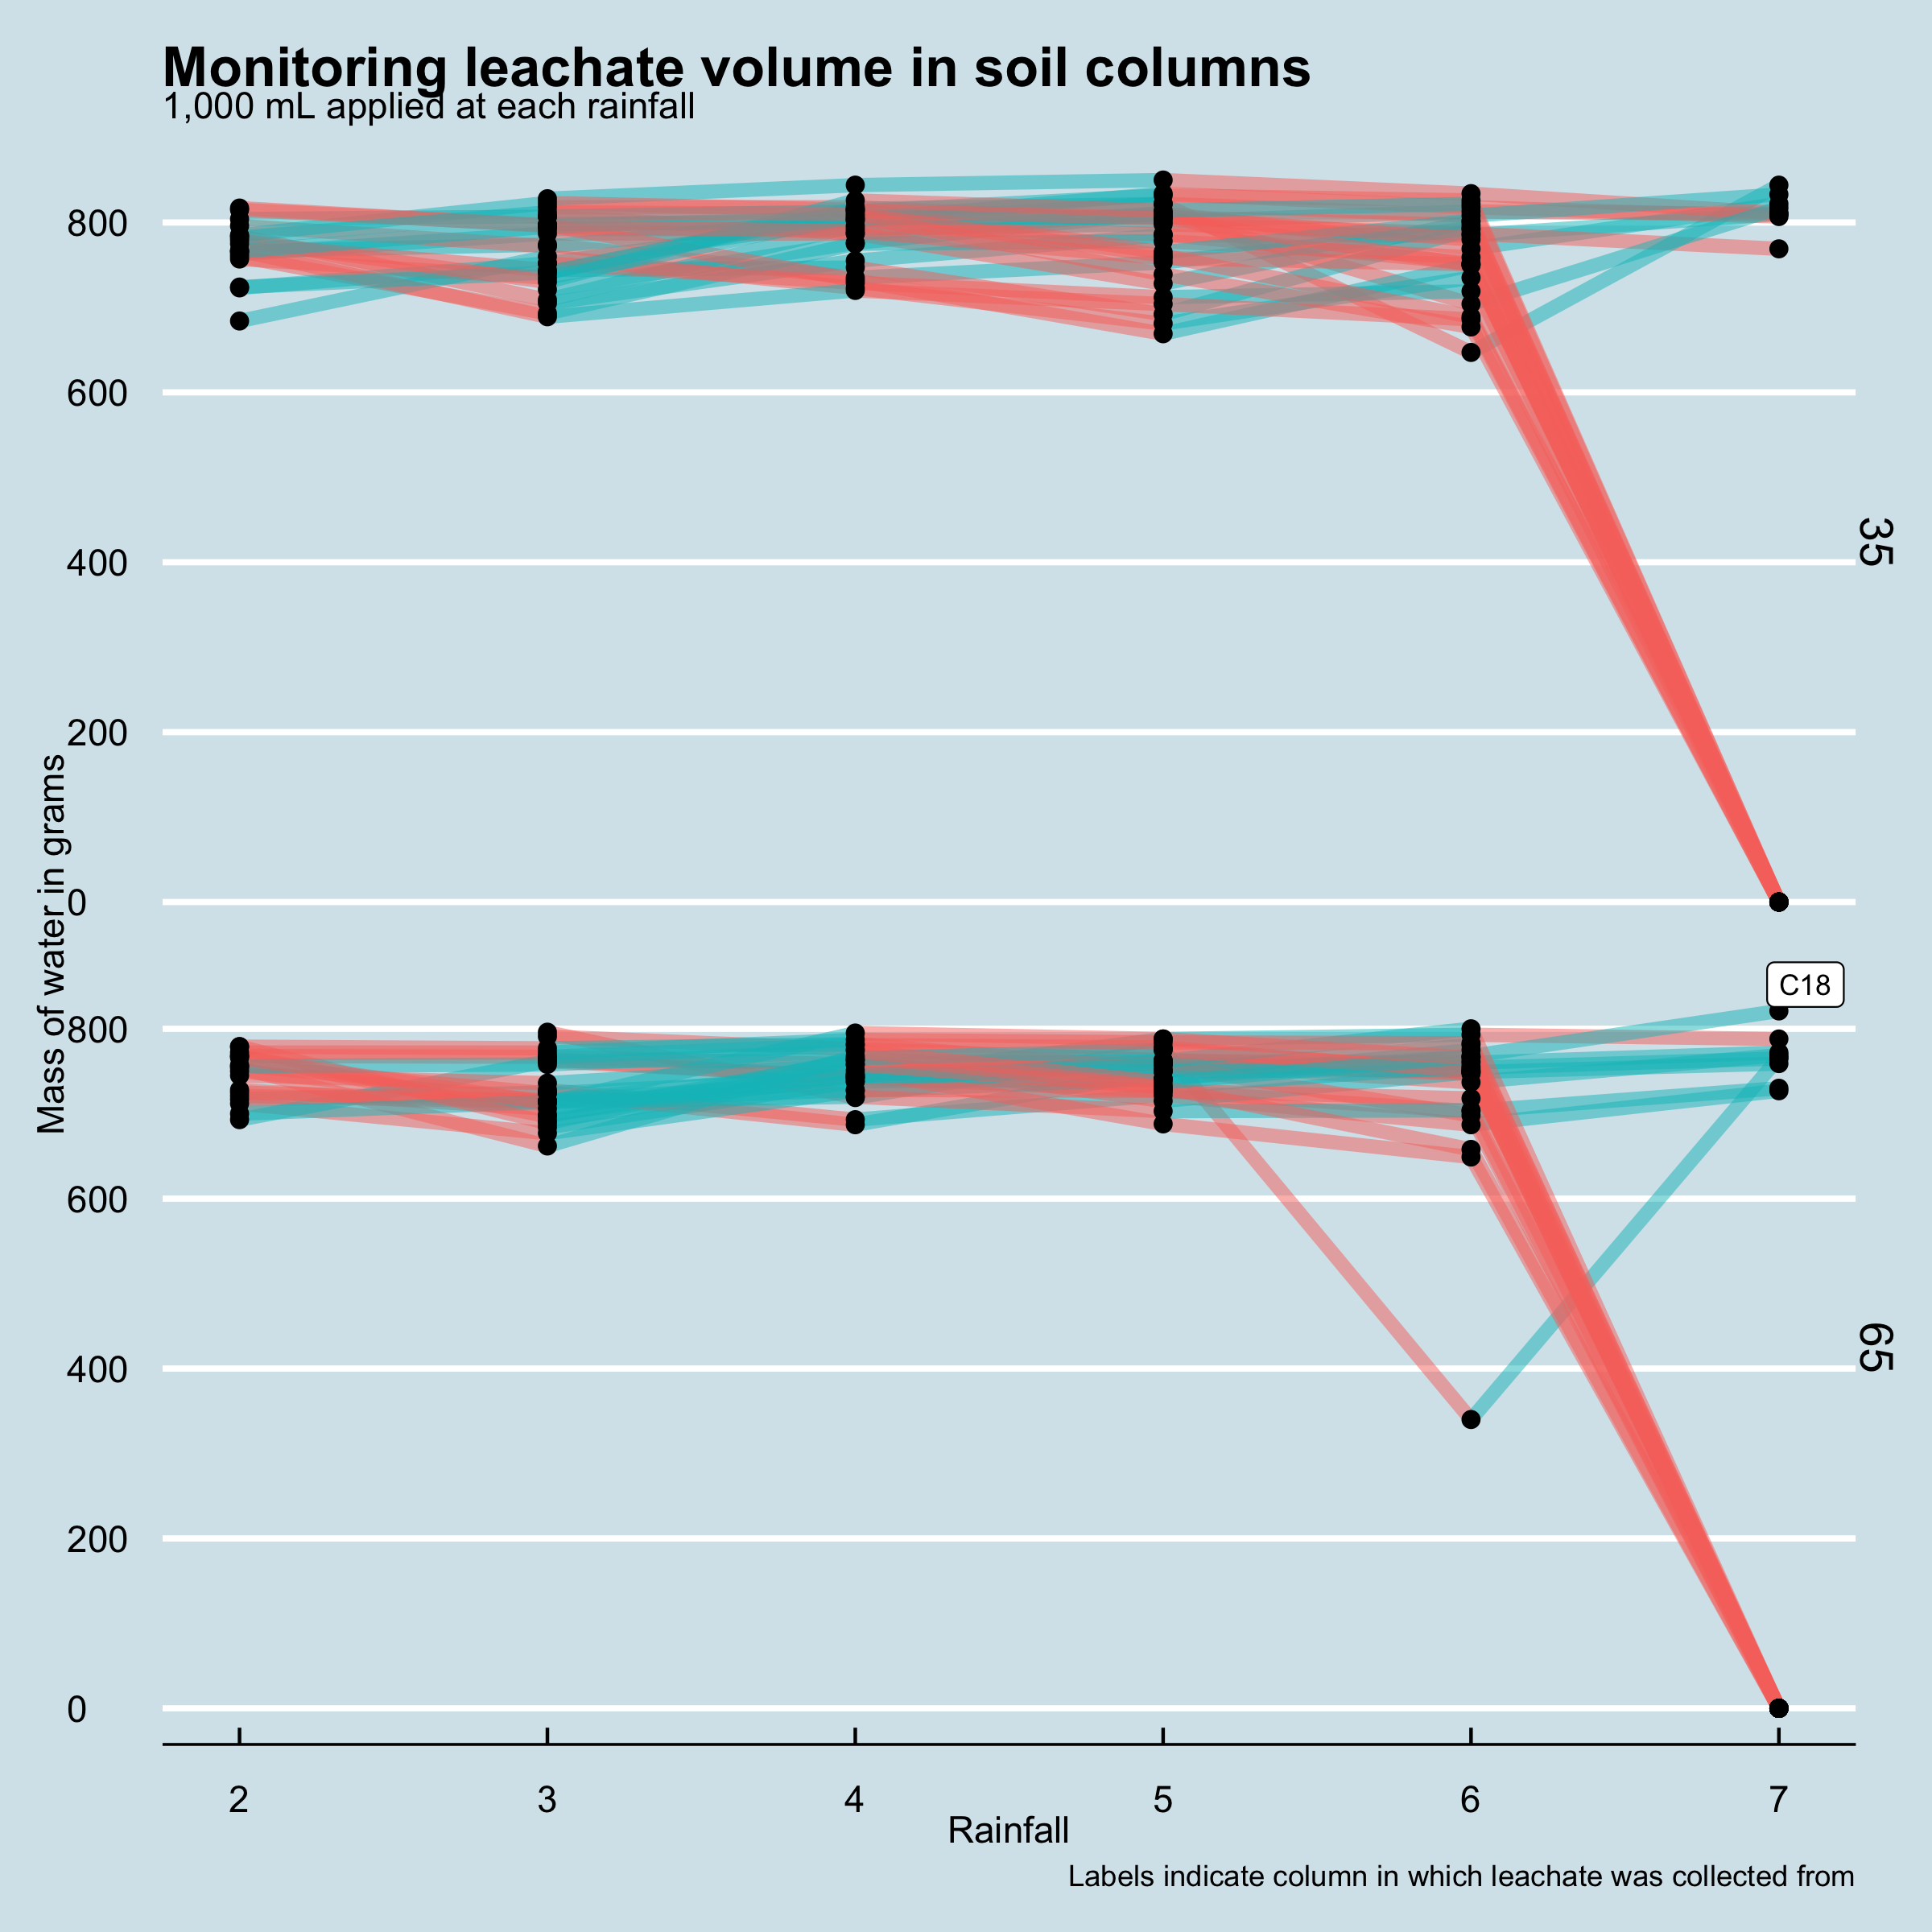 Monitoring leachate volume in soil columns
1,000 mL applied at each rainfall
Mass of water in grams
800
600
400
200
0
35
C18
800
600
400
200
0
65
2 3 4 5 6 7
Rainfall
Labels indicate column in which leachate was collected from